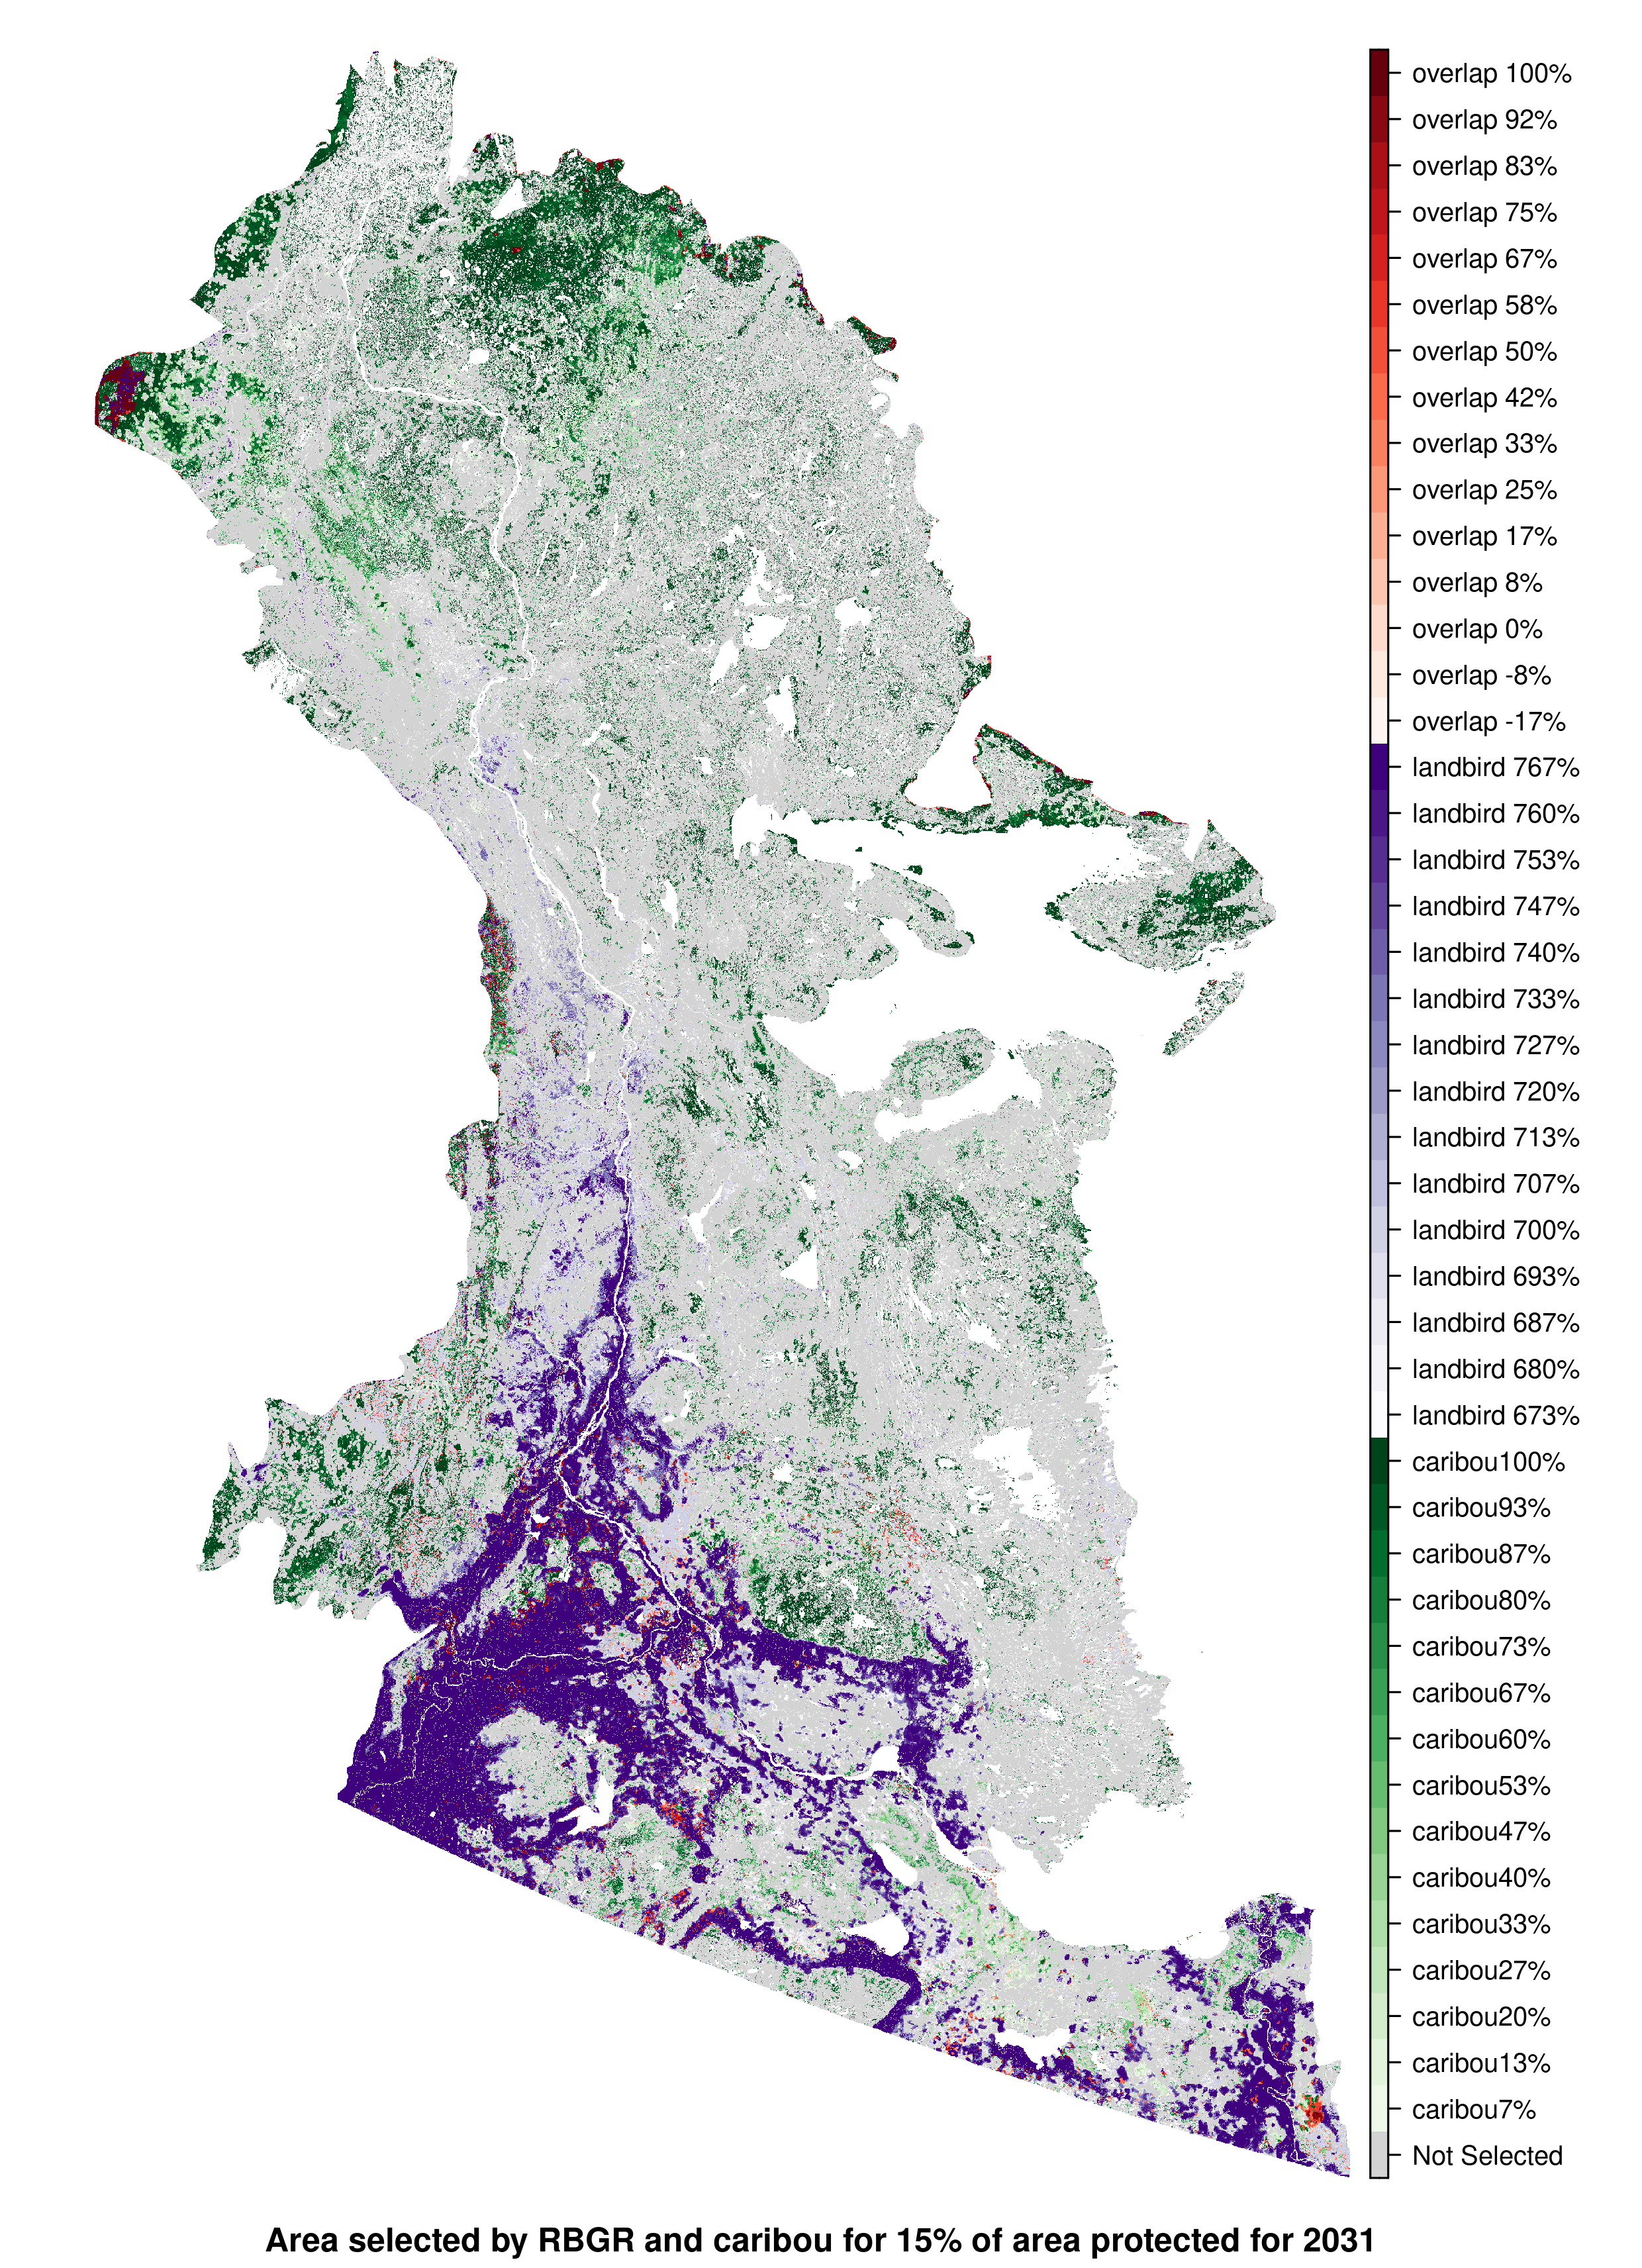 overlap 100%
overlap 92%
overlap 83%
overlap 75%
overlap 67%
overlap 58%
overlap 50%
overlap 42%
overlap 33%
overlap 25%
overlap 17%
overlap 8%
overlap 0%
overlap -8%
overlap -17%
landbird 767%
landbird 760%
landbird 753%
landbird 747%
landbird 740%
landbird 733%
landbird 727%
landbird 720%
landbird 713%
landbird 707%
landbird 700%
landbird 693%
landbird 687%
landbird 680%
landbird 673%
caribou100%
caribou93%
caribou87%
caribou80%
caribou73%
caribou67%
caribou60%
caribou53%
caribou47%
caribou40%
caribou33%
caribou27%
caribou20%
caribou13%
caribou7%
Not Selected
Area selected by RBGR and caribou for 15% of area protected for 2031